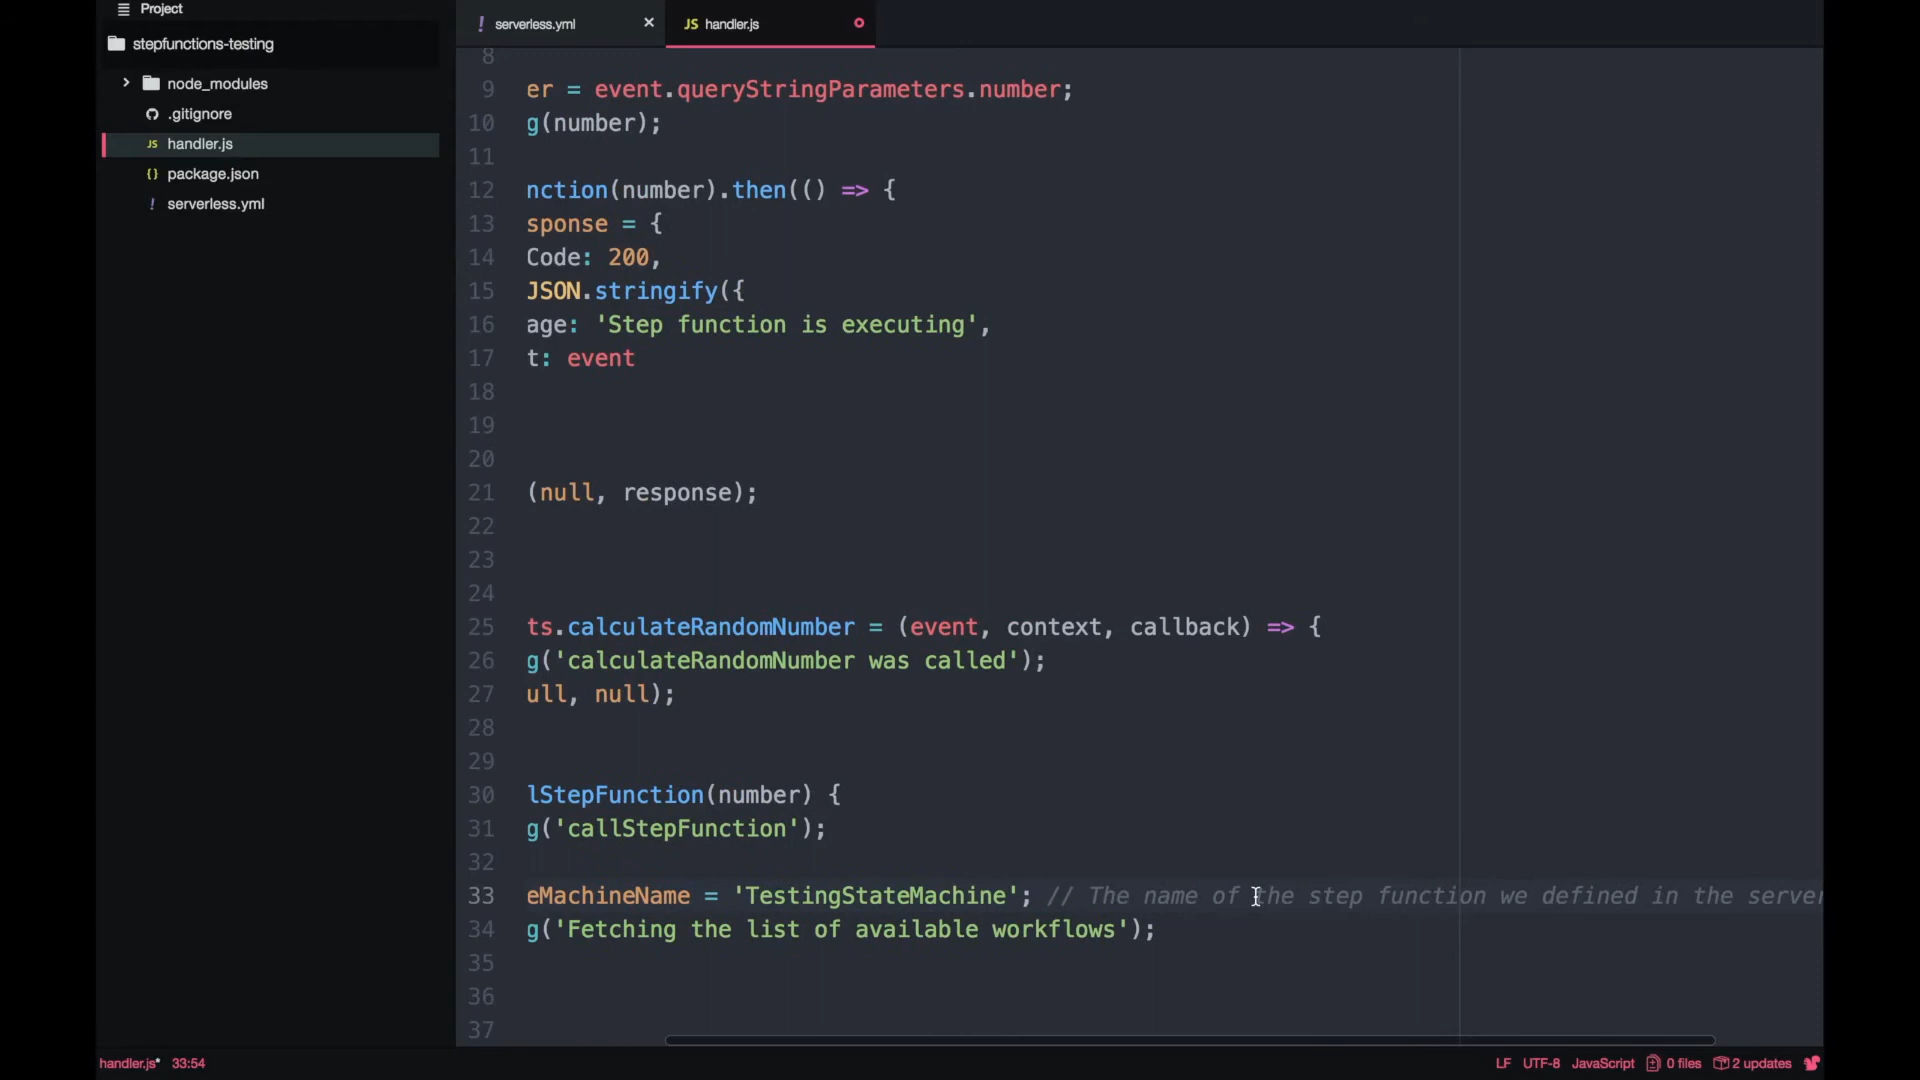 Project
stepfunctions-testing
node_modules
.gitignore
JS handler.js
{} package.json
! serverless.yml
! serverless.yml ×
JS handler.js
8
9 er = event.queryStringParameters.number;
10 g(number);
11
12 nction(number).then(() => {
13 sponse = {
14 Code: 200,
15 JSON.stringify({
16 age: 'Step function is executing',
17 t: event
18
19
20
21 (null, response);
22
23
24
25 ts.calculateRandomNumber = (event, context, callback) => {
26 g('calculateRandomNumber was called');
27 ull, null);
28
29
30 lStepFunction(number) {
31 g('callStepFunction');
32
33 eMachineName = 'TestingStateMachine'; // The name of the step function we defined in the server
34 g('Fetching the list of available workflows');
35
36
37
handler.js* 33:54 LF UTF-8 JavaScript 0 files 2 updates